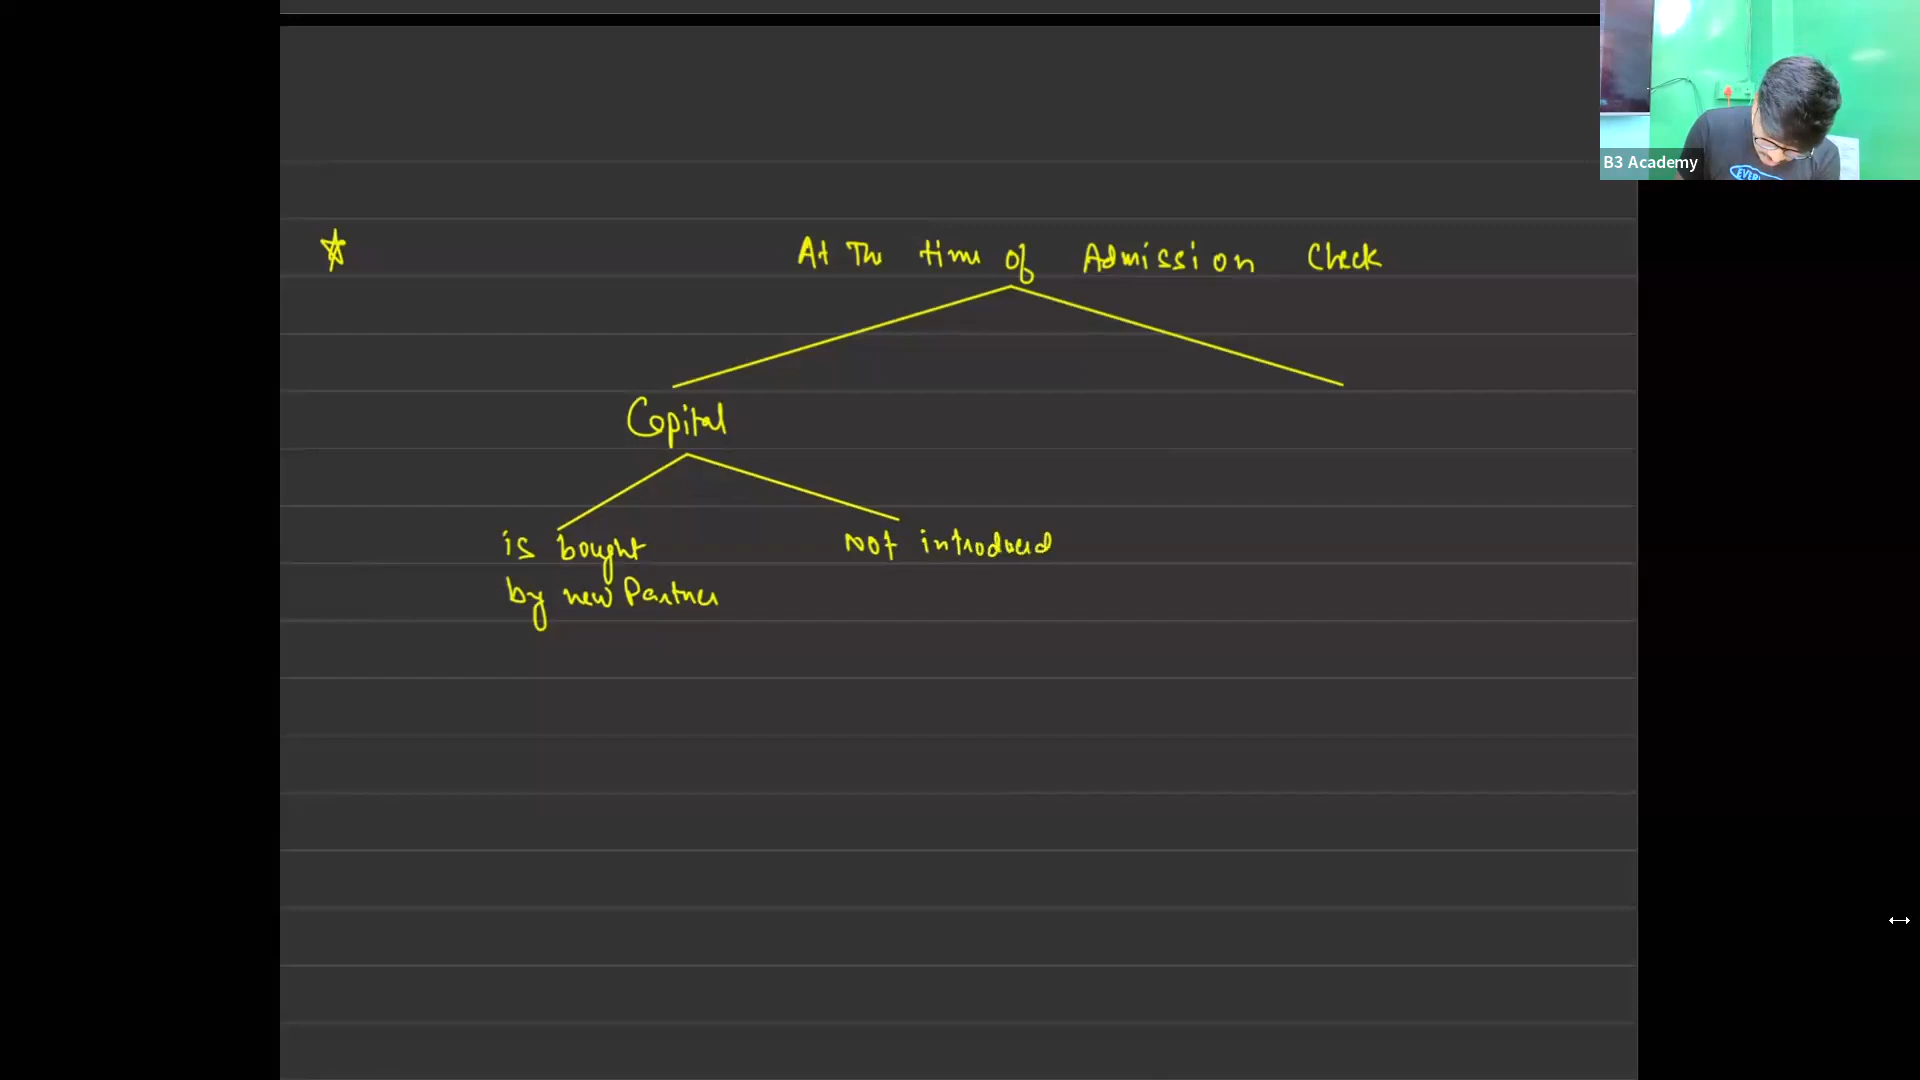 B3 Academy
At The time of Admission Check
Capital
is bought
by new Partner
Not introduced